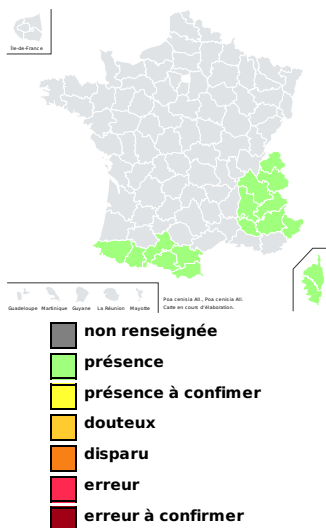 Île-de-France
Guadeloupe Martinique Guyane La Réunion Mayotte
Poa cenisia All., Poa cenisia All.
Carte en cours d'élaboration.
non renseignée
présence
présence à confimer
douteux
disparu
erreur
erreur à confirmer